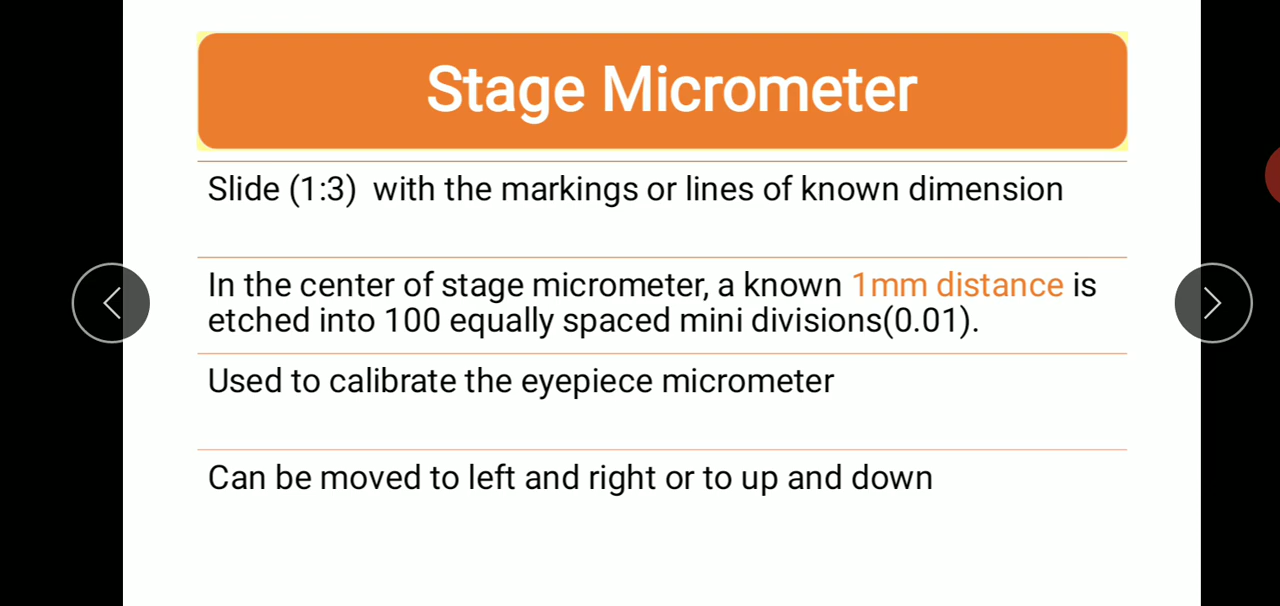 Stage Micrometer
Slide (1:3)  with the markings or lines of known dimension
In the center of stage micrometer, a known 1mm distance is
etched into 100 equally spaced mini divisions(0.01).
Used to calibrate the eyepiece micrometer
Can be moved to left and right or to up and down